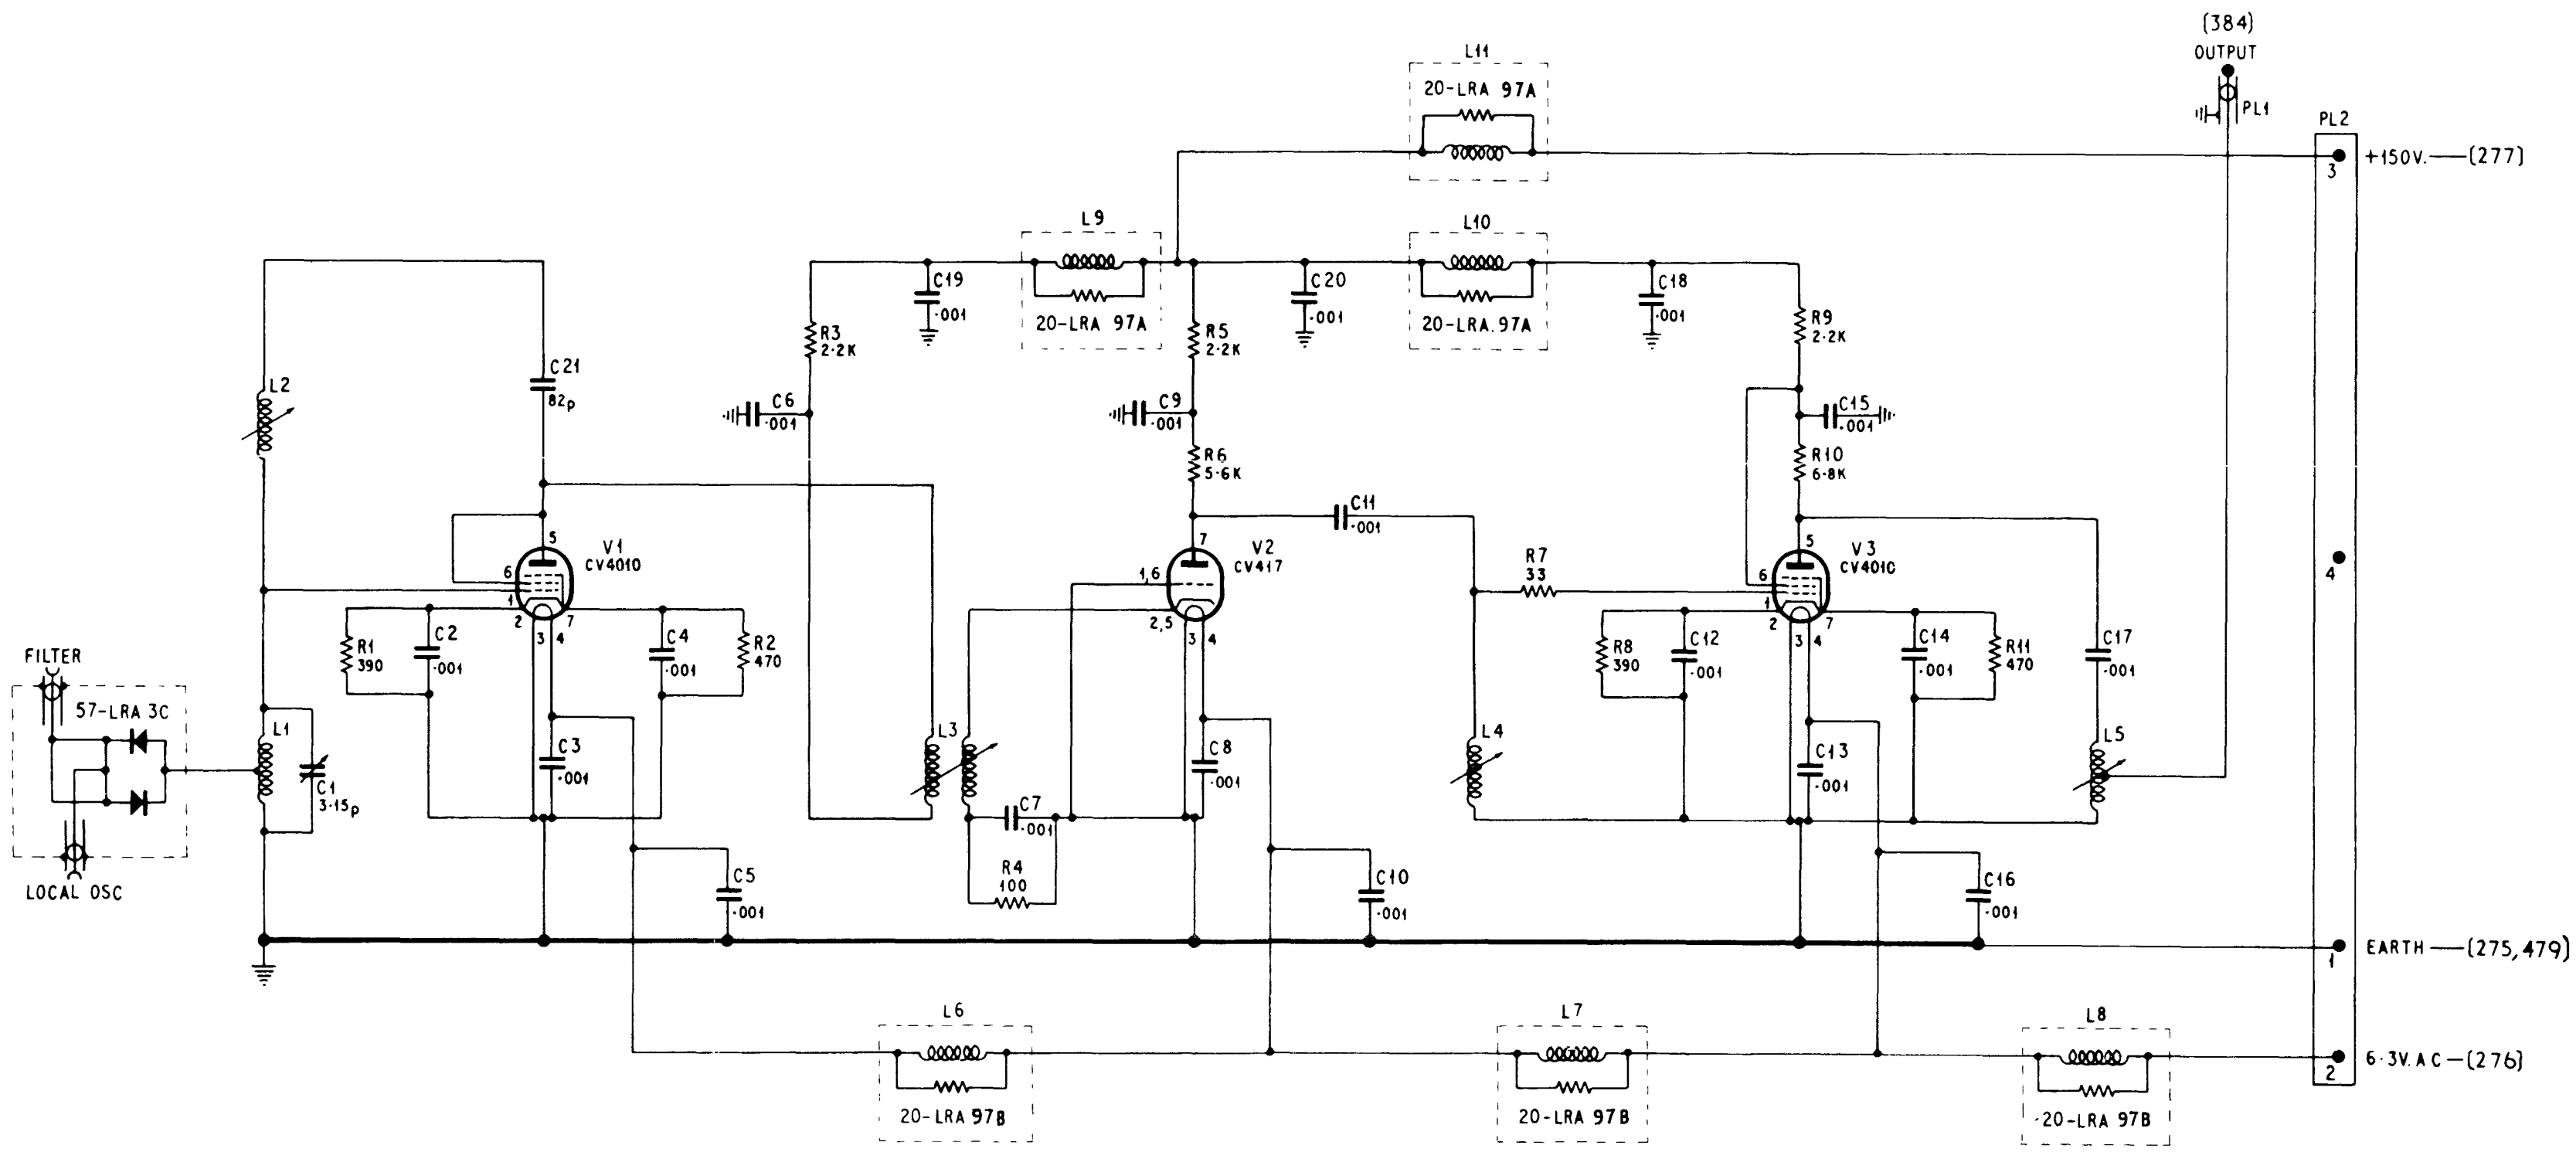 (384)
OUTPUT
PL1
L11
20-LRA 97A
PL2
3
+150V. — (277)
L9
20-LRA 97A
L10
20-LRA. 97A
C19
·001
C20
·001
C18
·001
R3
2·2K
R5
2·2K
R9
2·2K
L2
C21
82p
C6
·001
C9
·001
C15
·001
R6
5·6K
R10
6·8K
C11
·001
5
V1
CV4010
6
1
2
3
4
7
7
V2
CV417
1,6
2,5
3
4
R7
33
5
V3
CV4010
6
1
2
3
4
7
4
R1
390
C2
·001
C4
·001
R2
470
R8
390
C12
·001
C14
·001
R11
470
C17
·001
FILTER
57-LRA 3C
LOCAL OSC
L1
C1
3·15p
C3
·001
L3
C8
·001
L4
C13
·001
L5
C7
·001
R4
100
C5
·001
C10
·001
C16
·001
1
EARTH — (275,479)
L6
20-LRA 97B
L7
20-LRA 97B
L8
20-LRA 97B
2
6·3V.AC — (276)